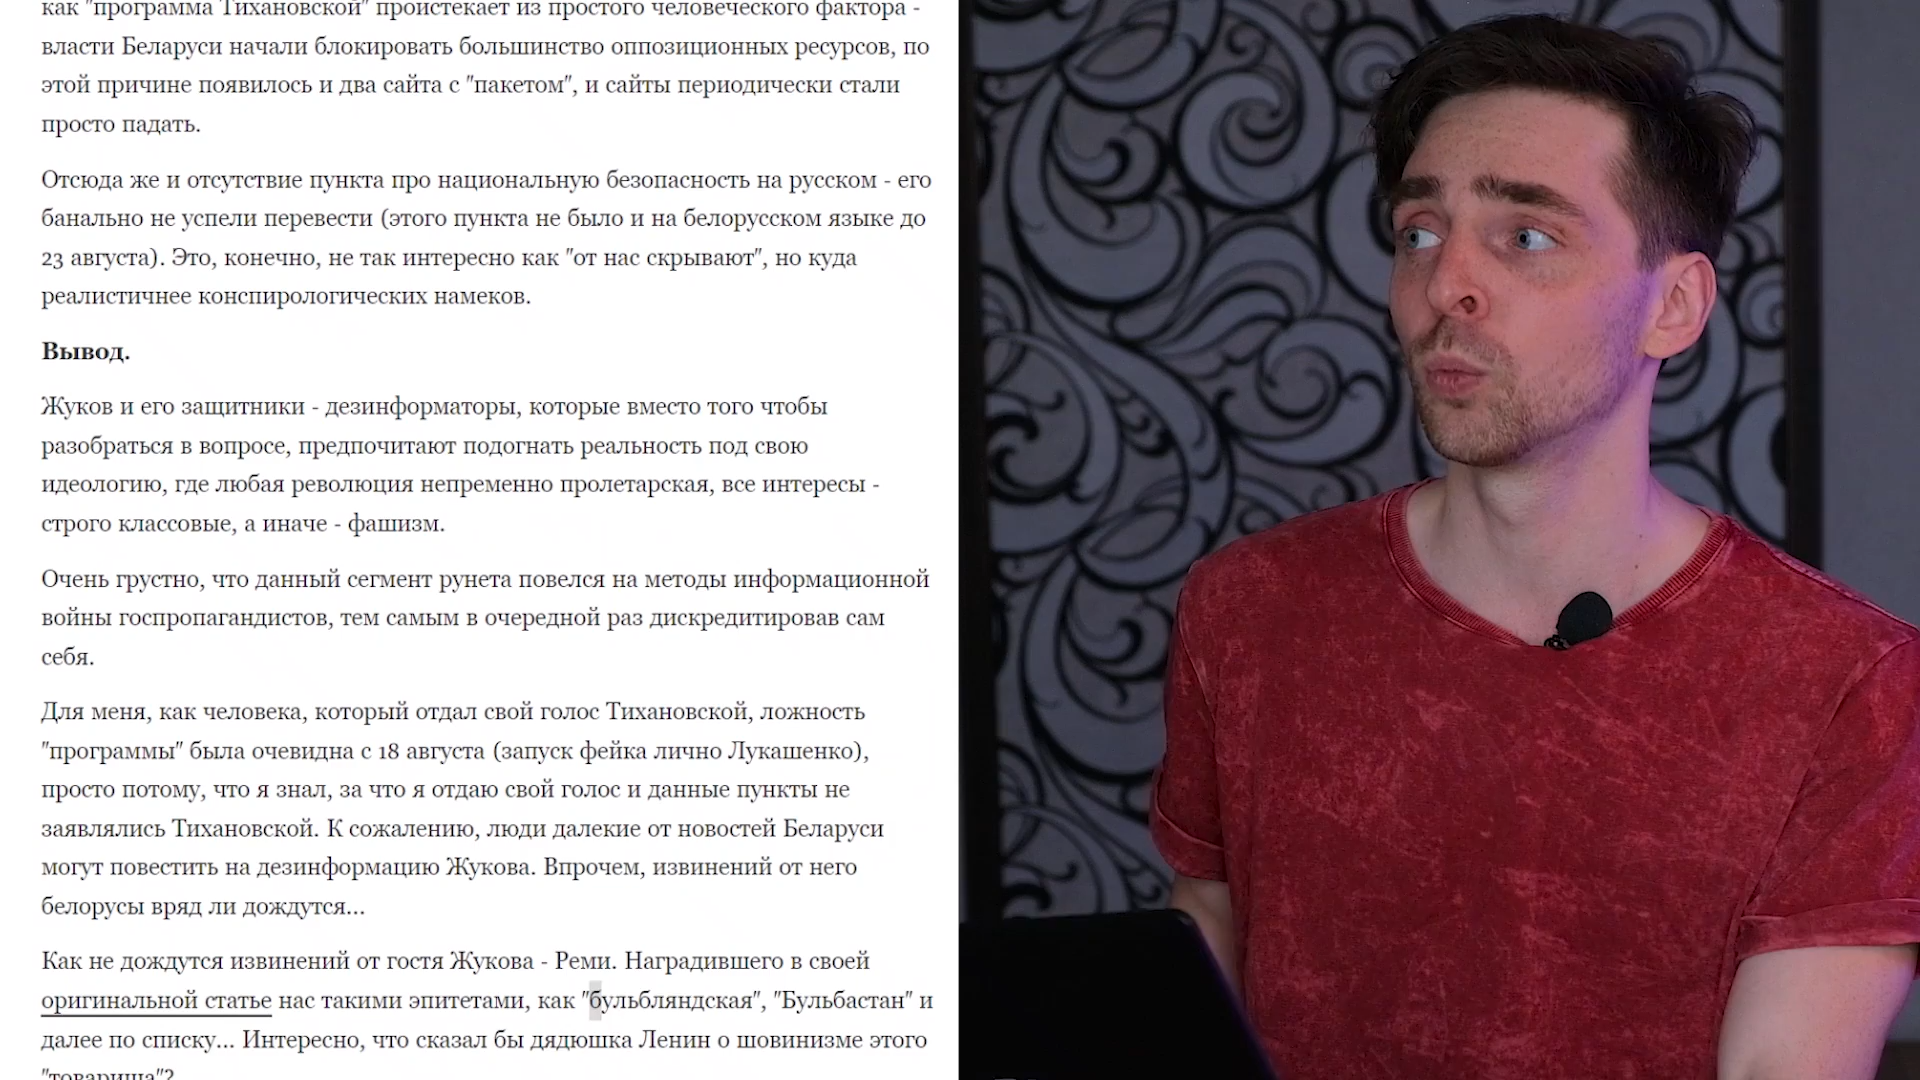 как "программа Тихановской" проистекает из простого человеческого фактора -
власти Беларуси начали блокировать большинство оппозиционных ресурсов, по
этой причине появилось и два сайта с "пакетом", и сайты периодически стали
просто падать.
Отсюда же и отсутствие пункта про национальную безопасность на русском - его
банально не успели перевести (этого пункта не было и на белорусском языке до
23 августа). Это, конечно, не так интересно как "от нас скрывают", но куда
реалистичнее конспирологических намеков.
Вывод.
Жуков и его защитники - дезинформаторы, которые вместо того чтобы
разобраться в вопросе, предпочитают подогнать реальность под свою
идеологию, где любая революция непременно пролетарская, все интересы -
строго классовые, а иначе - фашизм.
Очень грустно, что данный сегмент рунета повелся на методы информационной
войны госпропагандистов, тем самым в очередной раз дискредитировав сам
себя.
Для меня, как человека, который отдал свой голос Тихановской, ложность
"программы" была очевидна с 18 августа (запуск фейка лично Лукашенко),
просто потому, что я знал, за что я отдаю свой голос и данные пункты не
заявлялись Тихановской. К сожалению, люди далекие от новостей Беларуси
могут повестить на дезинформацию Жукова. Впрочем, извинений от него
белорусы вряд ли дождутся...
Как не дождутся извинений от гостя Жукова - Реми. Наградившего в своей
оригинальной статье нас такими эпитетами, как "бульбляндская", "Бульбастан" и
далее по списку... Интересно, что сказал бы дядюшка Ленин о шовинизме этого
"товарища"?